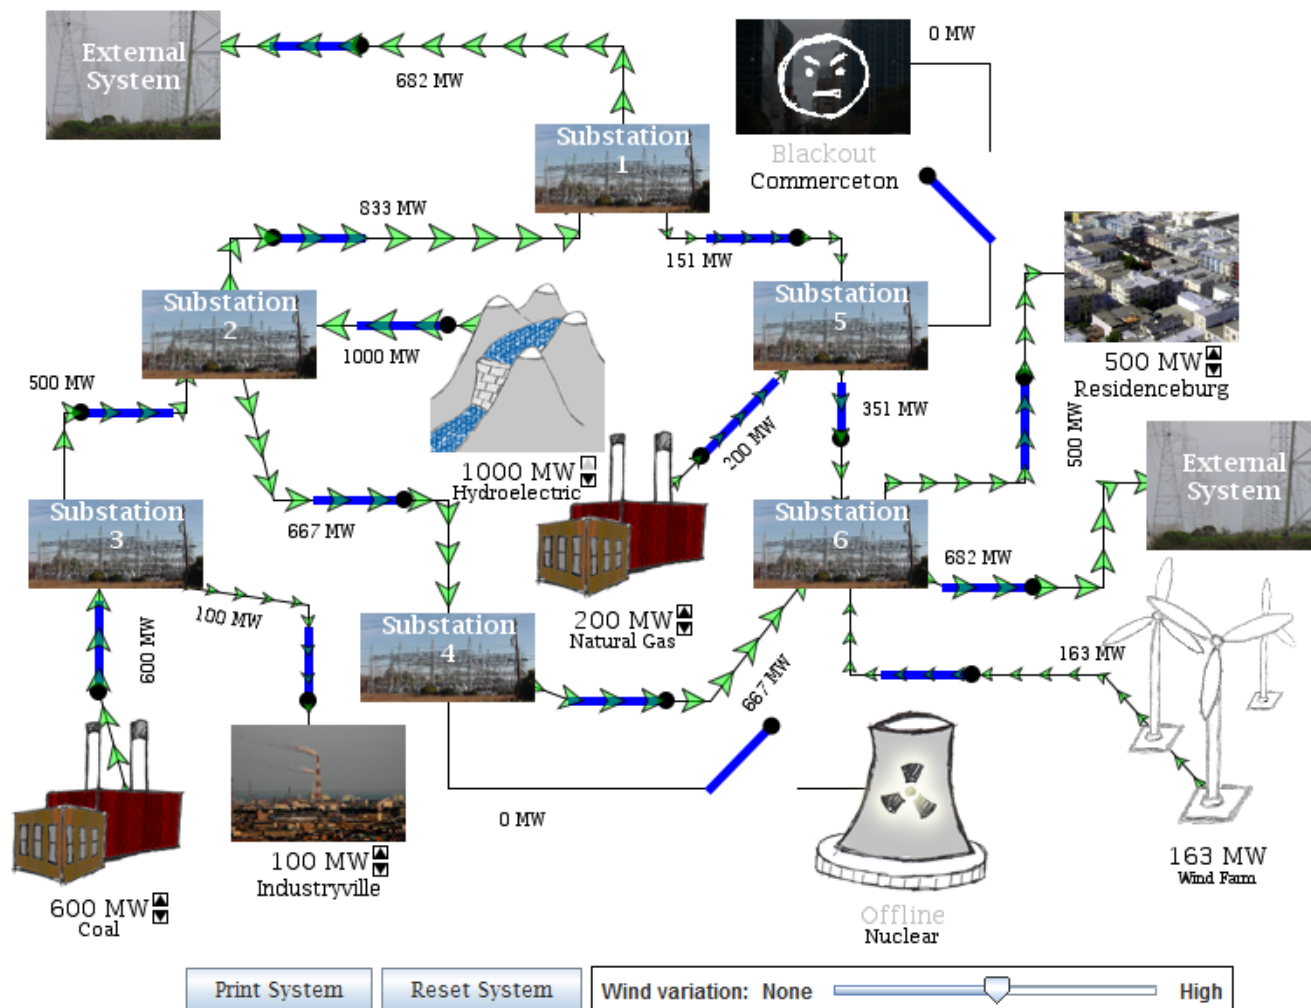 External
System
682 MW
0 MW
Substation
1
Blackout
Commerceton
833 MW
151 MW
Substation
2
Substation
5
1000 MW
500 MW
351 MW
200 MW
500 MW
Residenceburg
500 MW
1000 MW
Hydroelectric
External
System
Substation
3
667 MW
Substation
6
682 MW
100 MW
600 MW
Substation
4
200 MW
Natural Gas
667 MW
163 MW
0 MW
100 MW
Industryville
600 MW
Coal
Offline
Nuclear
163 MW
Wind Farm
Print System
Reset System
Wind variation: None
High